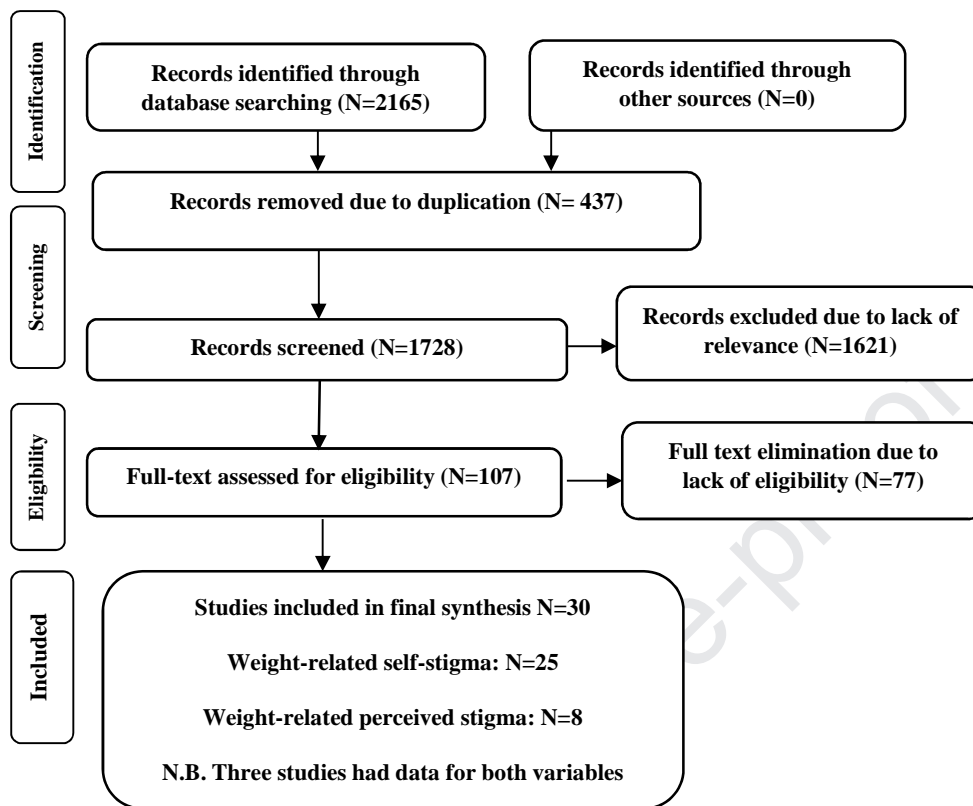 Identification
Records identified through
database searching (N=2165)
Records identified through
other sources (N=0)
Records removed due to duplication (N= 437)
Screening
Records screened (N=1728)
Records excluded due to lack of
relevance (N=1621)
Eligibility
Full-text assessed for eligibility (N=107)
Full text elimination due to
lack of eligibility (N=77)
Included
Studies included in final synthesis N=30
Weight-related self-stigma: N=25
Weight-related perceived stigma: N=8
N.B. Three studies had data for both variables